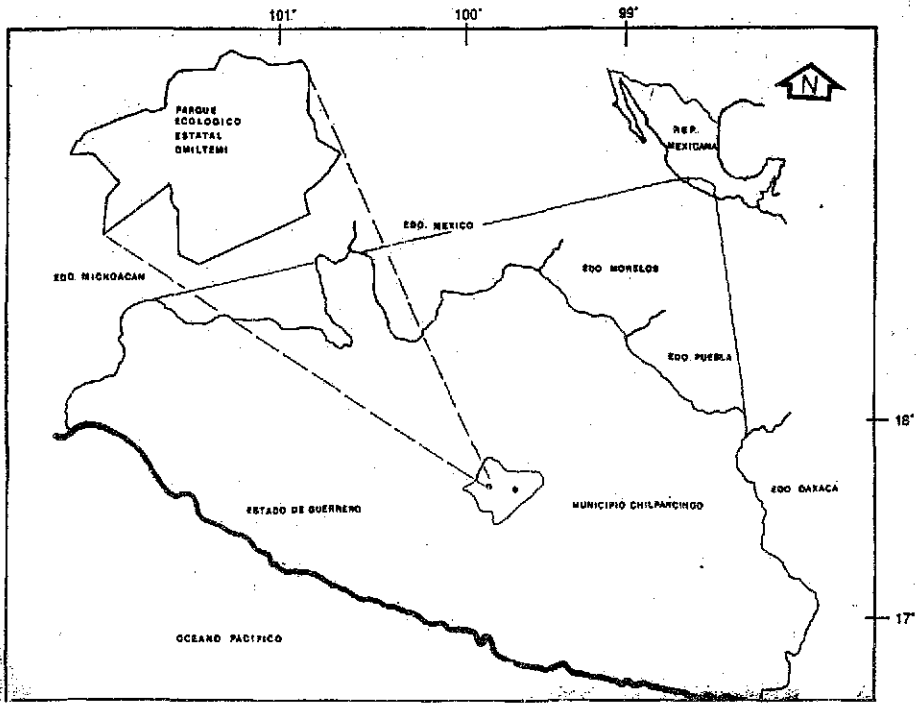 101°
100°
99°
PARQUE
ECOLOGICO
ESTATAL
OMILTEMI
N
REP.
MEXICANA
EDO. MEXICO
EDO. MICHOACAN
EDO MORELOS
EDO. PUEBLA
18°
EDO OAXACA
ESTADO DE GUERRERO
MUNICIPIO CHILPANCINGO
17°
OCEANO PACIFICO